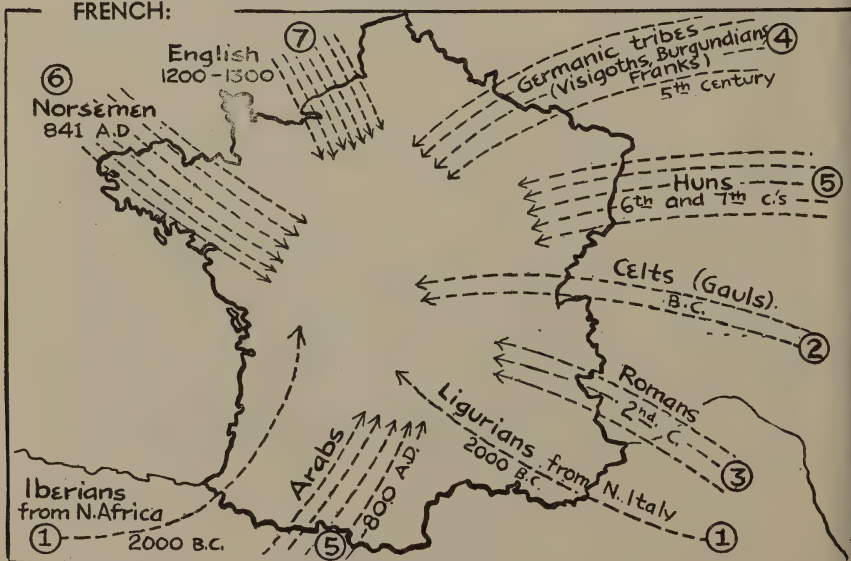 FRENCH:
⑦
English
1200-1300
⑥
Norsemen
841 A.D
Germanic tribes
(Visigoths, Burgundians
Franks)
5th century
④
Huns
6th and 7th c.'s
⑤
Celts (Gauls)
B.C.
②
Romans
2nd. C.
③
Ligurians from N. Italy
2000 B.C.
①
Arabs
-800 A.D.
⑤
Iberians
from N. Africa
①
2000 B.C.